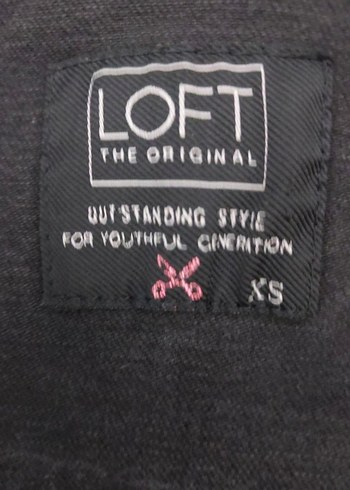 LOFT
THE ORIGINAL
OUTSTANDING STYLE
FOR YOUTHFUL GENERATION
XS